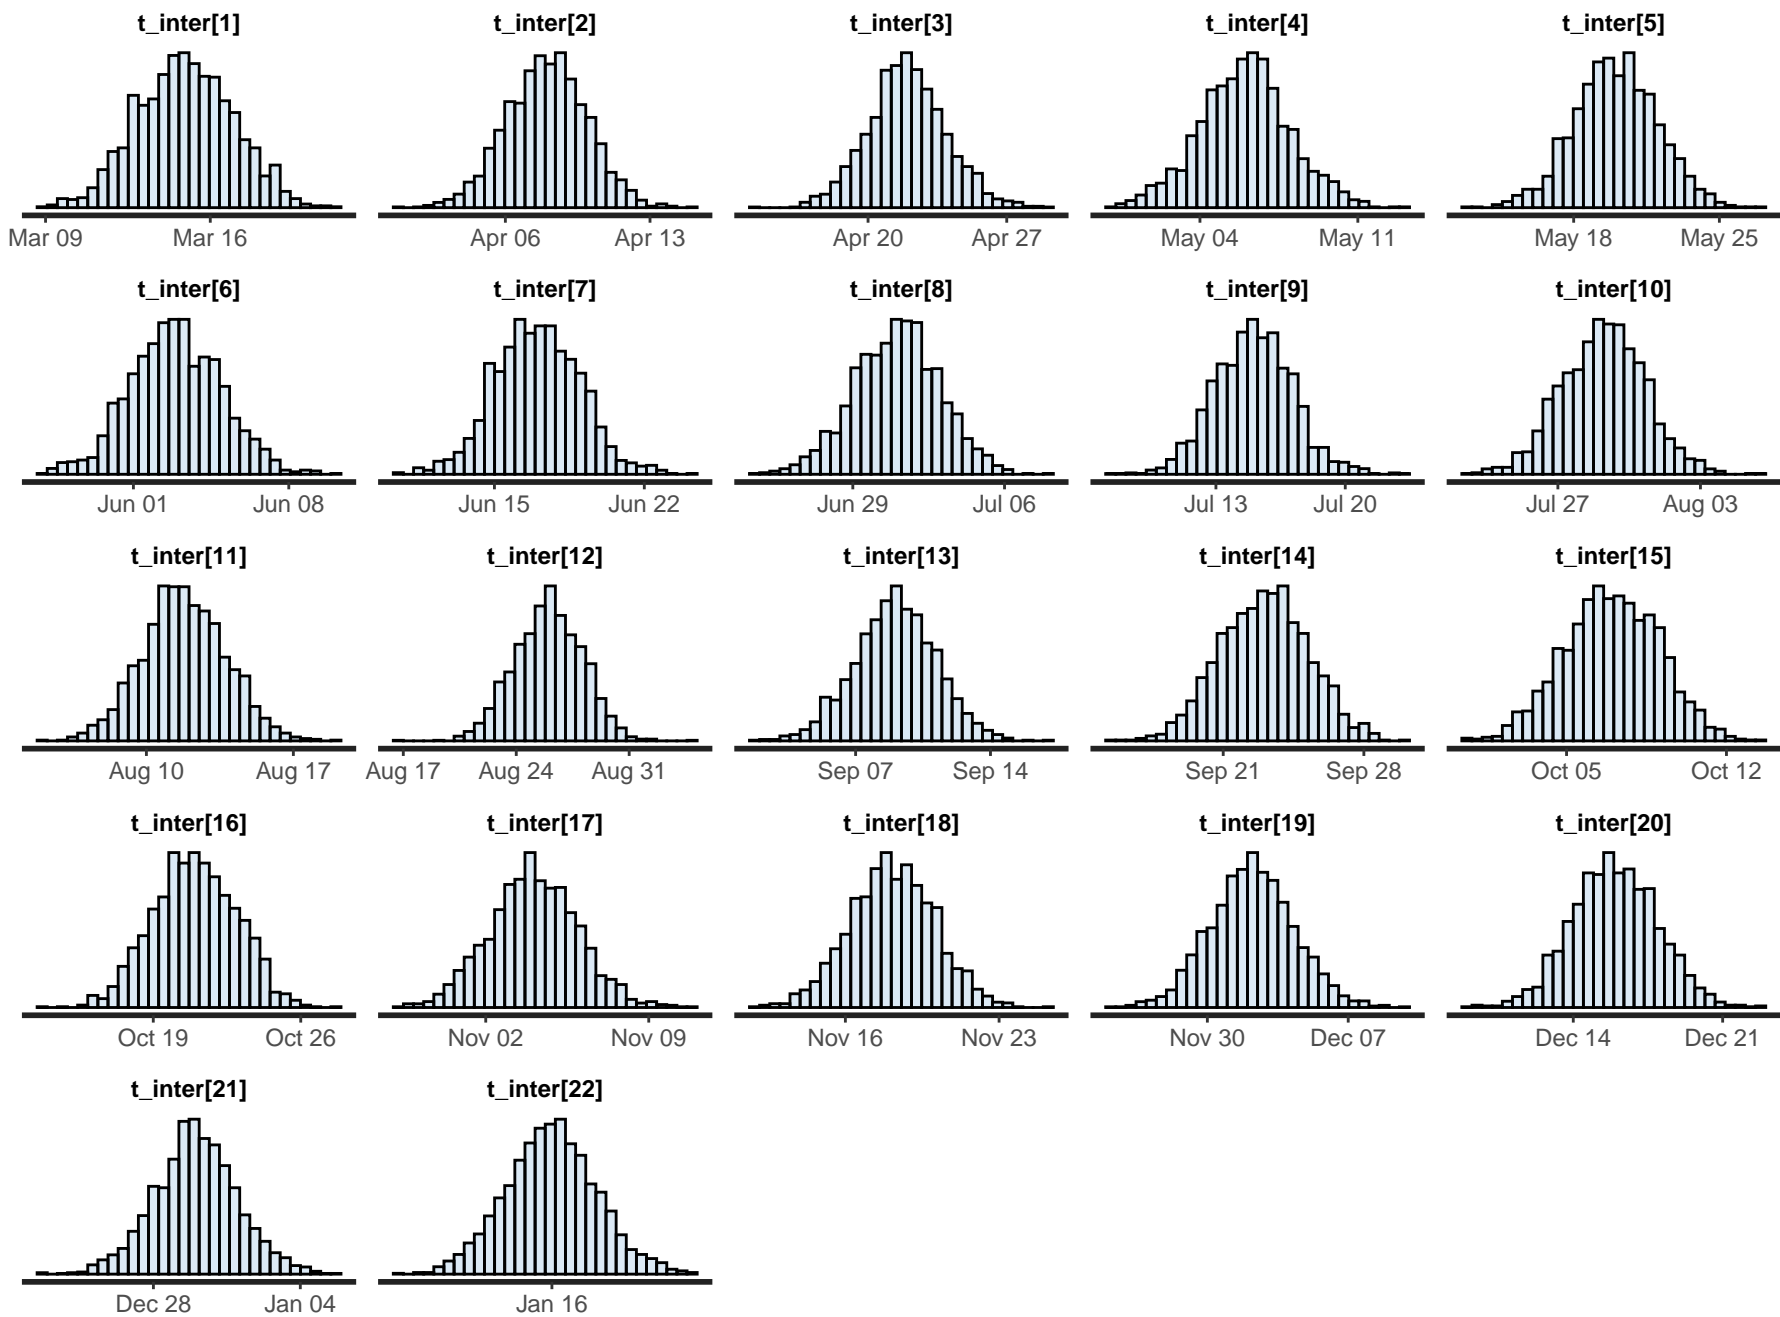 t_inter[1] t_inter[2] t_inter[3] t_inter[4] t_inter[5]
Mar 09 Mar 16 Apr 06 Apr 13 Apr 20 Apr 27 May 04 May 11 May 18 May 25
t_inter[6] t_inter[7] t_inter[8] t_inter[9] t_inter[10]
Jun 01 Jun 08 Jun 15 Jun 22 Jun 29 Jul 06 Jul 13 Jul 20 Jul 27 Aug 03
t_inter[11] t_inter[12] t_inter[13] t_inter[14] t_inter[15]
Aug 10 Aug 17 Aug 17 Aug 24 Aug 31 Sep 07 Sep 14 Sep 21 Sep 28 Oct 05 Oct 12
t_inter[16] t_inter[17] t_inter[18] t_inter[19] t_inter[20]
Oct 19 Oct 26 Nov 02 Nov 09 Nov 16 Nov 23 Nov 30 Dec 07 Dec 14 Dec 21
t_inter[21] t_inter[22]
Dec 28 Jan 04 Jan 16